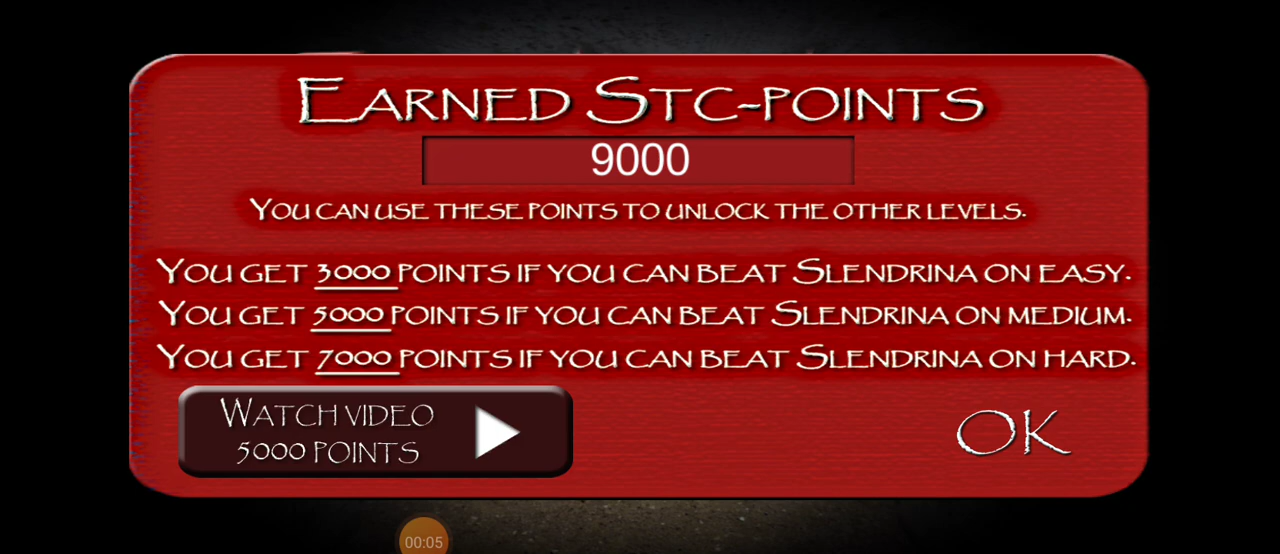 Earned Stc-points
9000
You can use these points to unlock the other levels.
You get 3000 points if you can beat Slendrina on easy.
You get 5000 points if you can beat Slendrina on medium.
You get 7000 points if you can beat Slendrina on hard.
Watch video
5000 points
OK
00:05